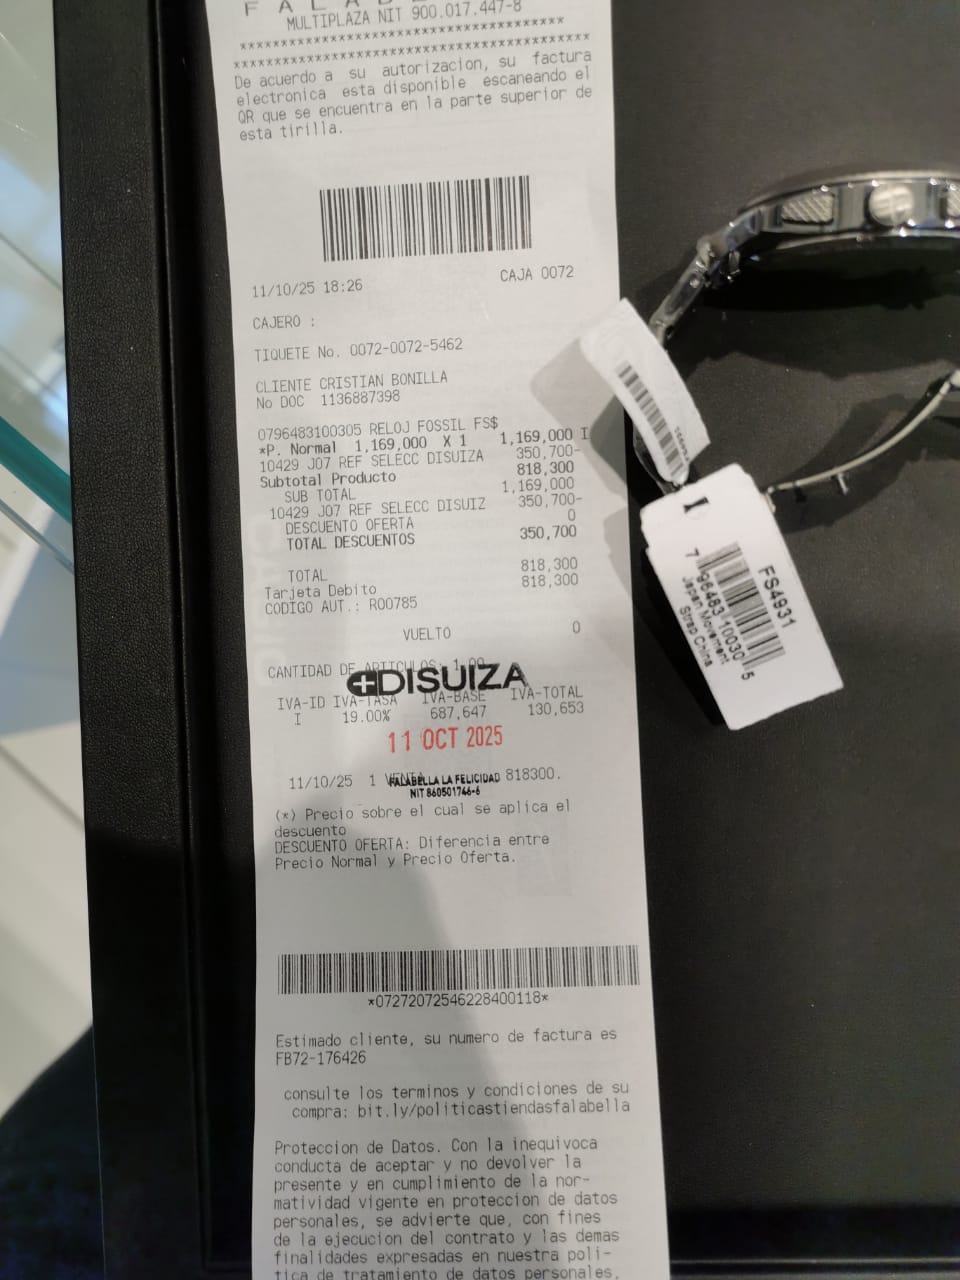 F A L A B E
MULTIPLAZA NIT 900.017.447-8
De acuerdo a su autorizacion, su factura
electronica esta disponible escaneando el
QR que se encuentra en la parte superior de
esta tirilla.
11/10/25 18:26 CAJA 0072
CAJERO :
TIQUETE No. 0072-0072-5462
CLIENTE CRISTIAN BONILLA
No DOC 1136887398
0796483100305 RELOJ FOSSIL FS$
*P. Normal 1,169,000 X 1 1,169,000 I
10429 J07 REF SELECC DISUIZA 350,700-
Subtotal Producto 818,300
SUB TOTAL 1,169,000
10429 J07 REF SELECC DISUIZ 350,700-
DESCUENTO OFERTA 0
TOTAL DESCUENTOS 350,700
TOTAL 818,300
Tarjeta Debito 818,300
CODIGO AUT.: R00785
VUELTO 0
CANTIDAD DE ARTICULOS: 1.00
DISUIZA
IVA-ID IVA-TASA IVA-BASE IVA-TOTAL
I 19.00% 687,647 130,653
11 OCT 2025
11/10/25 1 VENTA 818300.
FALABELLA LA FELICIDAD
NIT 860501746-6
(*) Precio sobre el cual se aplica el
descuento
DESCUENTO OFERTA: Diferencia entre
Precio Normal y Precio Oferta.
*07272072546228400118*
Estimado cliente, su numero de factura es
FB72-176426
consulte los terminos y condiciones de su
compra: bit.ly/politicastiendasfalabella
Proteccion de Datos. Con la inequivoca
conducta de aceptar y no devolver la
presente y en cumplimiento de la nor-
matividad vigente en proteccion de datos
personales, se advierte que, con fines
de la ejecucion del contrato y las demas
finalidades expresadas en nuestra poli-
tica de tratamiento de datos personales,
I
FS4931
7 96483 10030 5
Japan Movement
Strap China